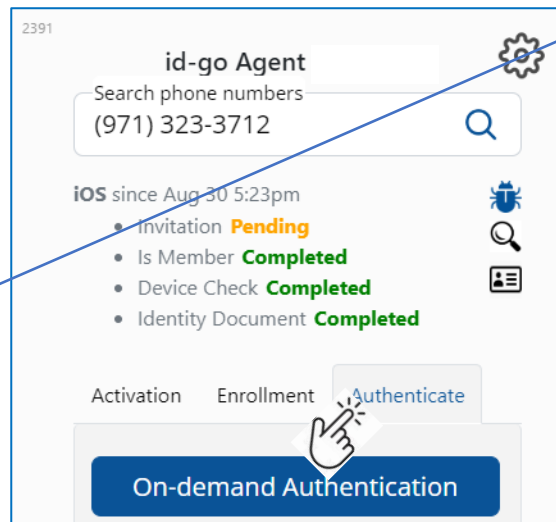 2391
id-go Agent
Search phone numbers
(971) 323-3712
iOS since Aug 30 5:23pm
Invitation Pending
Is Member Completed
Device Check Completed
Identity Document Completed
Activation Enrollment Authenticate
On-demand Authentication